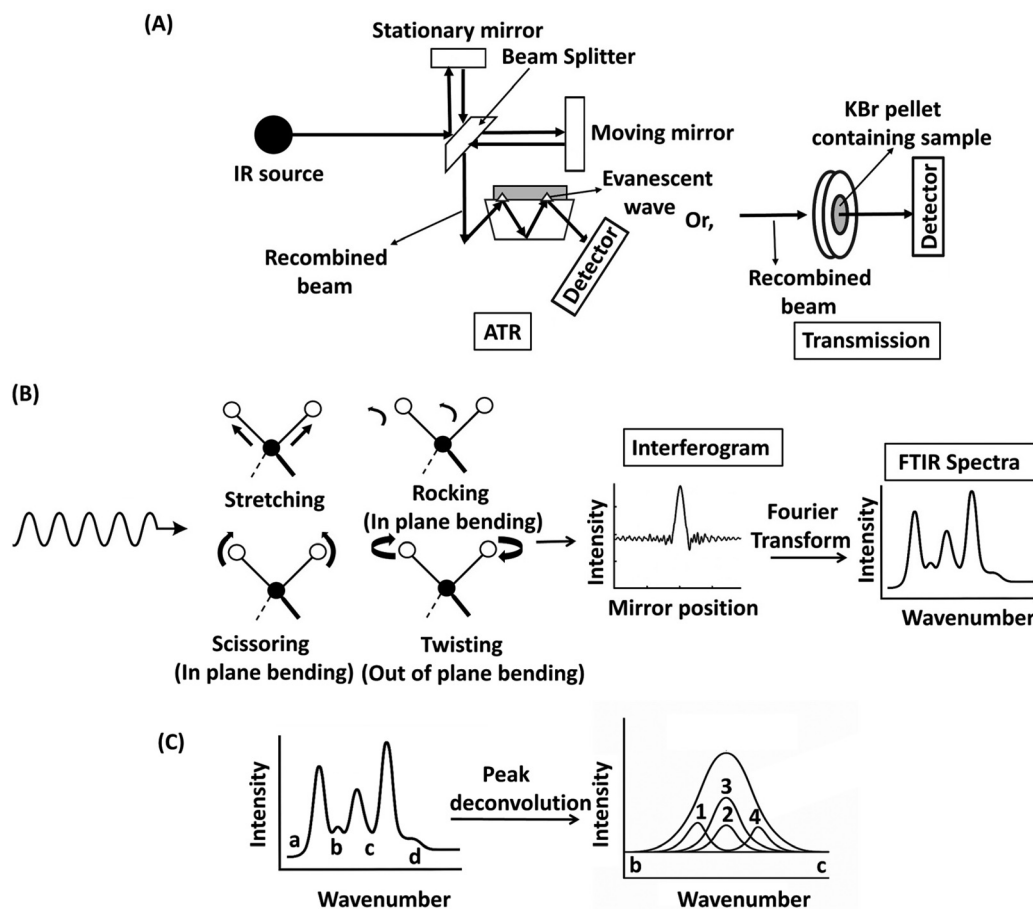 (A)
Stationary mirror
Beam Splitter
IR source
Moving mirror
Evanescent
wave
Recombined
beam
Detector
ATR
Or,
KBr pellet
containing sample
Detector
Recombined
beam
Transmission
(B)
Stretching
Rocking
(In plane bending)
Scissoring
(In plane bending)
Twisting
(Out of plane bending)
Interferogram
Intensity
Mirror position
Fourier
Transform
FTIR Spectra
Intensity
Wavenumber
(C)
Intensity
a
b
c
d
Wavenumber
Peak
deconvolution
Intensity
1
2
3
4
b
c
Wavenumber